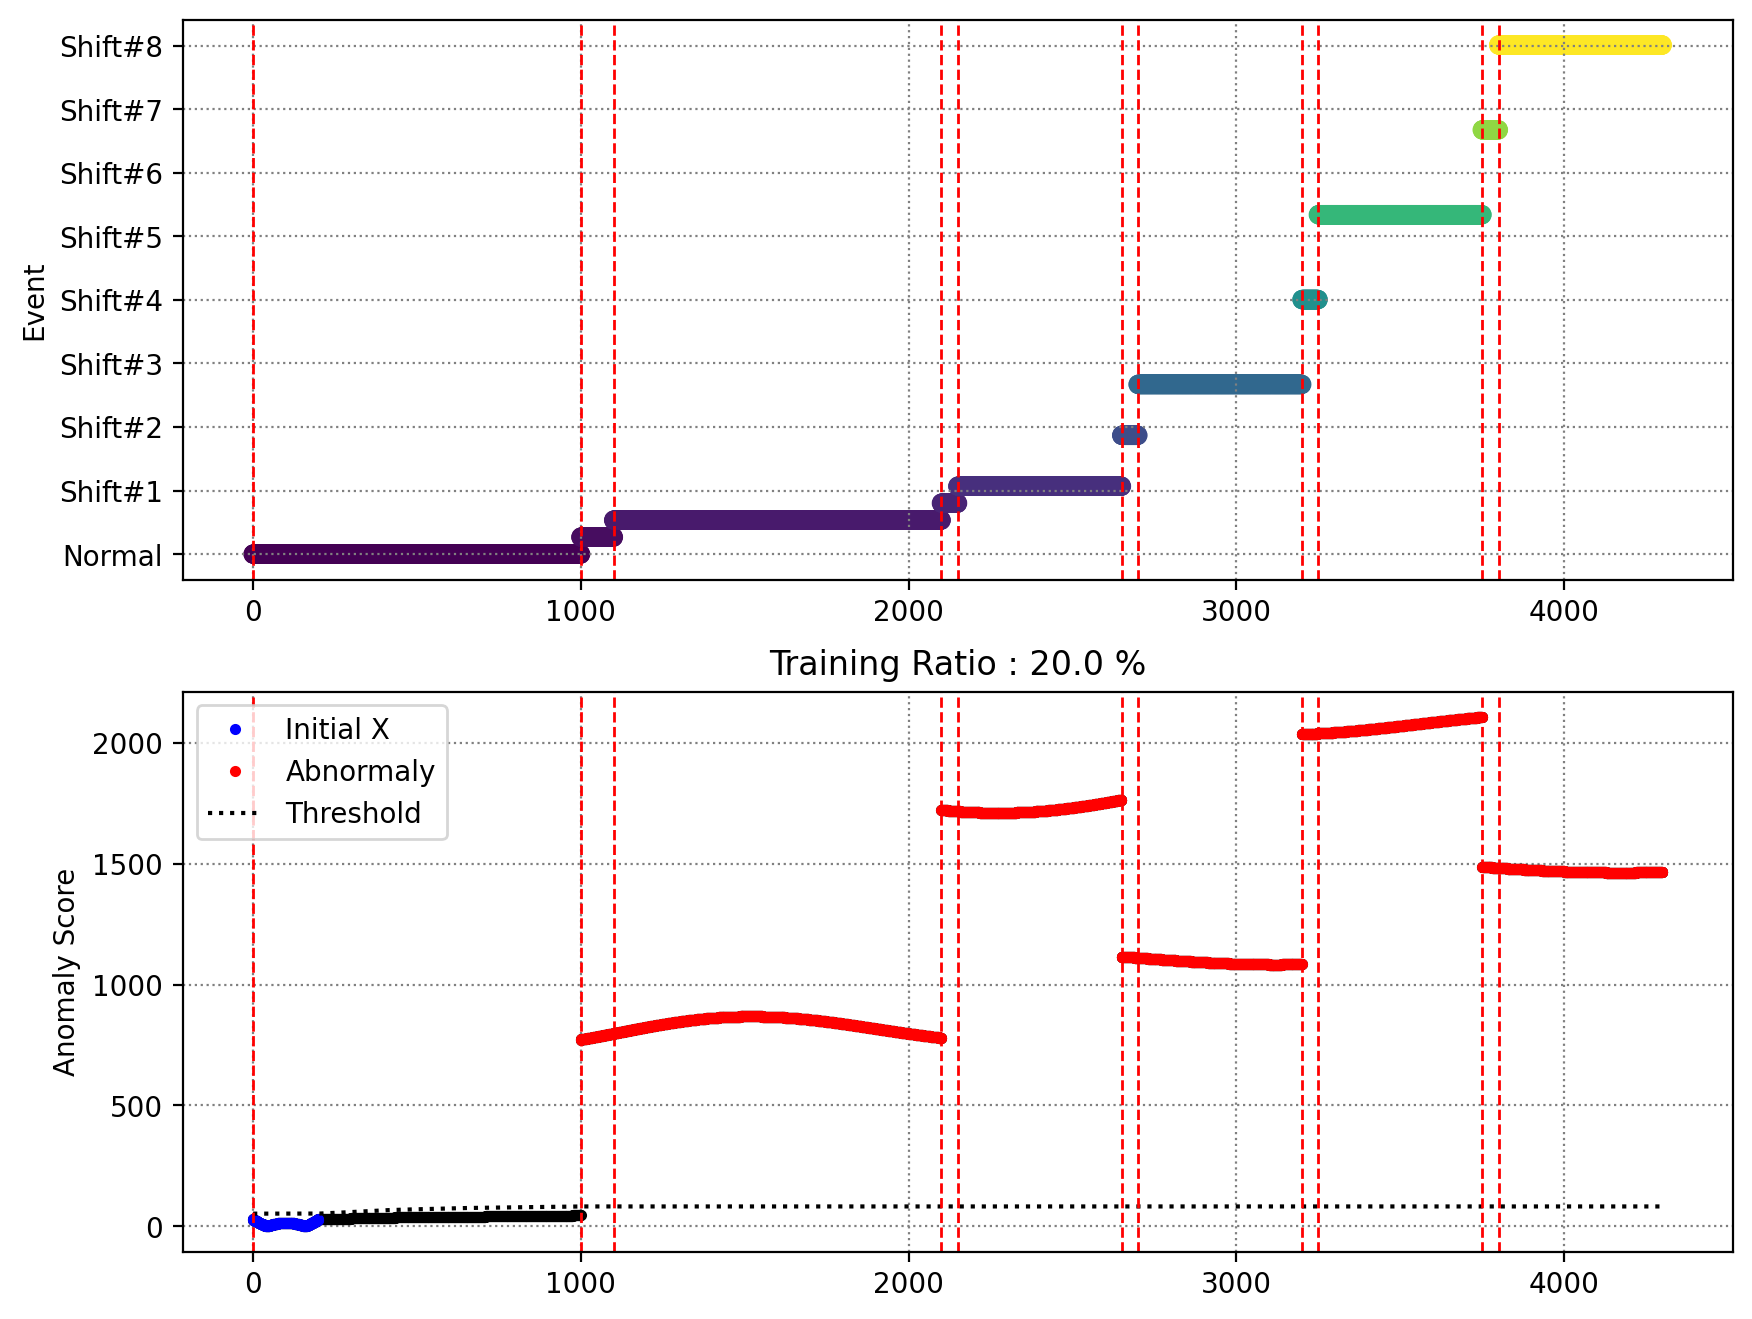 Shift#8
Shift#7
Shift#6
Shift#5
Shift#4
Shift#3
Shift#2
Shift#1
Normal
Event
0 1000 2000 3000 4000
Training Ratio : 20.0 %
Initial X
Abnormaly
Threshold
2000
1500
1000
500
0
Anomaly Score
0 1000 2000 3000 4000